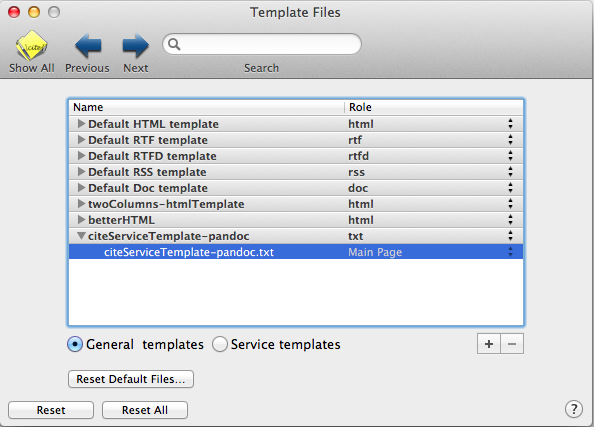 Template Files
\cite{
Show All Previous Next Search
Name Role
Default HTML template html
Default RTF template rtf
Default RTFD template rtfd
Default RSS template rss
Default Doc template doc
twoColumns-htmlTemplate html
betterHTML html
citeServiceTemplate-pandoc txt
citeServiceTemplate-pandoc.txt Main Page
General templates Service templates + −
Reset Default Files...
Reset Reset All ?